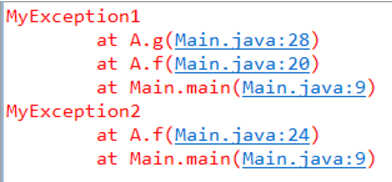 MyException1
at A.g(Main.java:28)
at A.f(Main.java:20)
at Main.main(Main.java:9)
MyException2
at A.f(Main.java:24)
at Main.main(Main.java:9)